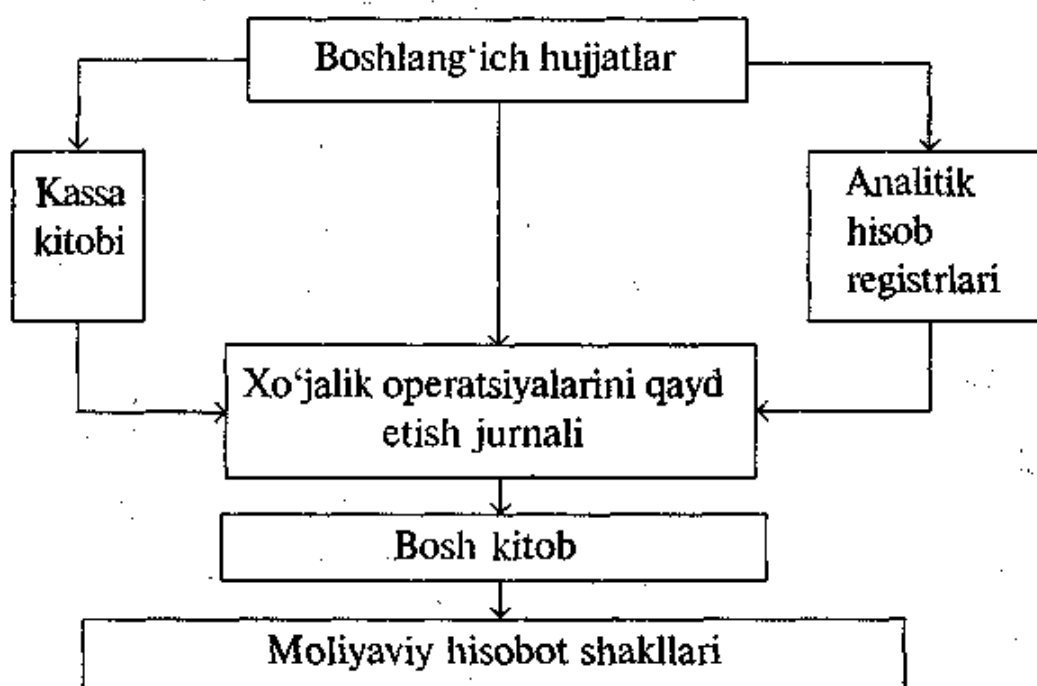 Boshlang‘ich hujjatlar
Kassa
kitobi
Analitik
hisob
registrlari
Xo‘jalik operatsiyalarini qayd
etish jurnali
Bosh kitob
Moliyaviy hisobot shakllari